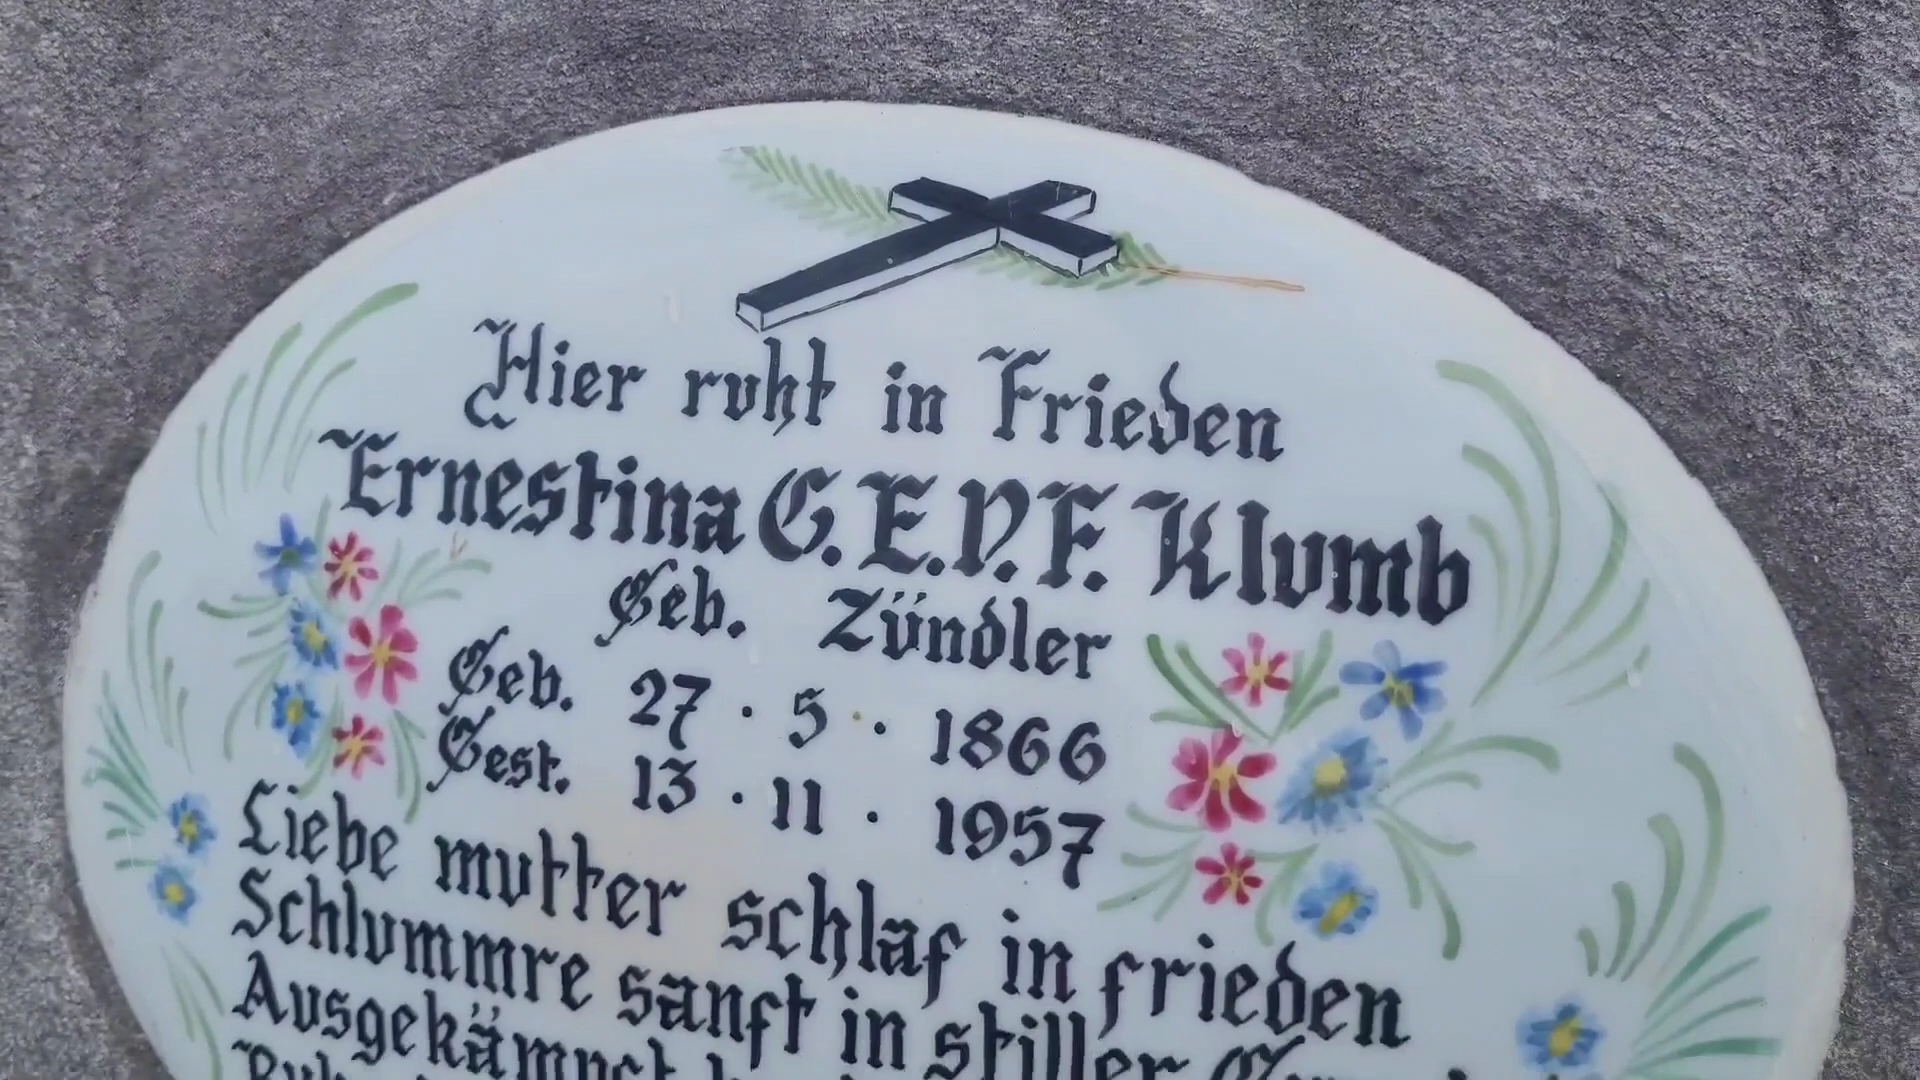 Hier ruht in Frieden
Ernestina G.E.V.F. Klumb
Geb. Zündler
Geb. 27 . 5 . 1866
Gest. 13 . 11 . 1957
Liebe mutter schlaf in frieden
Schlummre sanft in stiller
Ausgekämpft